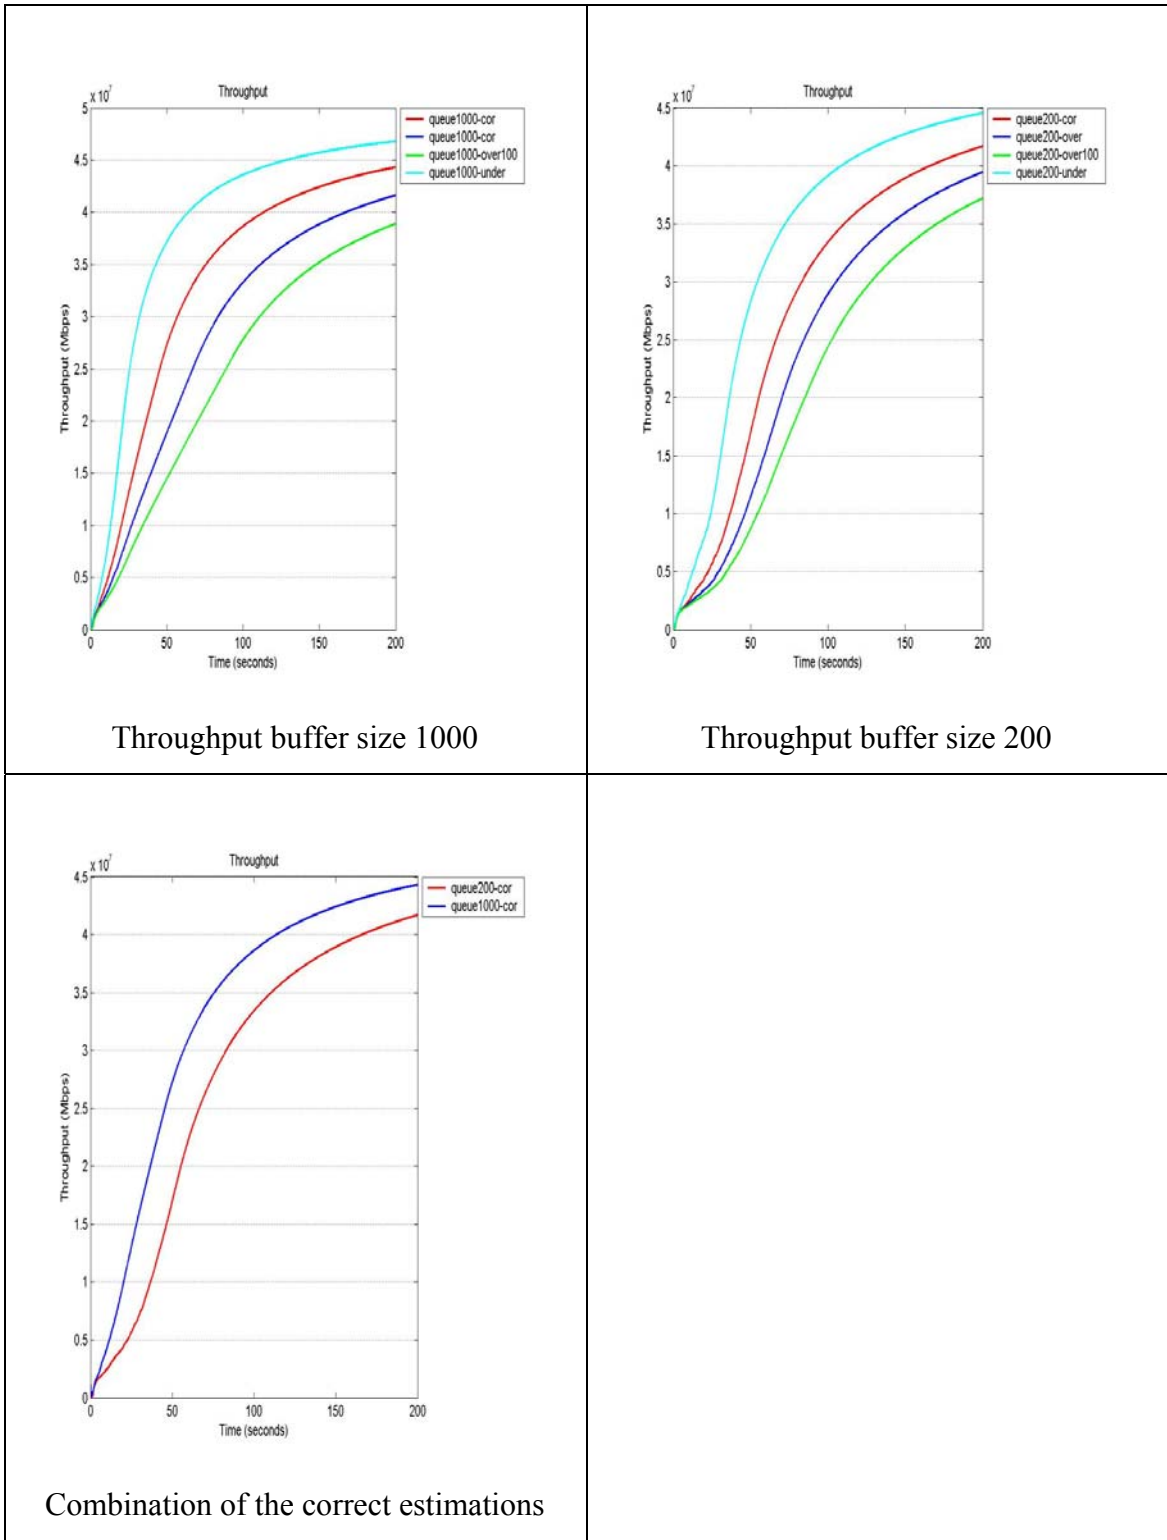 x 10^7
Throughput
5
4.5
4
3.5
3
2.5
2
1.5
1
0.5
0
Throughput (Mbps)
0 50 100 150 200
Time (seconds)
queue1000-cor
queue1000-cor
queue1000-over100
queue1000-under
Throughput buffer size 1000
x 10^7
Throughput
4.5
4
3.5
3
2.5
2
1.5
1
0.5
0
Throughput (Mbps)
0 50 100 150 200
Time (seconds)
queue200-cor
queue200-over
queue200-over100
queue200-under
Throughput buffer size 200
x 10^7
Throughput
4.5
4
3.5
3
2.5
2
1.5
1
0.5
0
Throughput (Mbps)
0 50 100 150 200
Time (seconds)
queue200-cor
queue1000-cor
Combination of the correct estimations